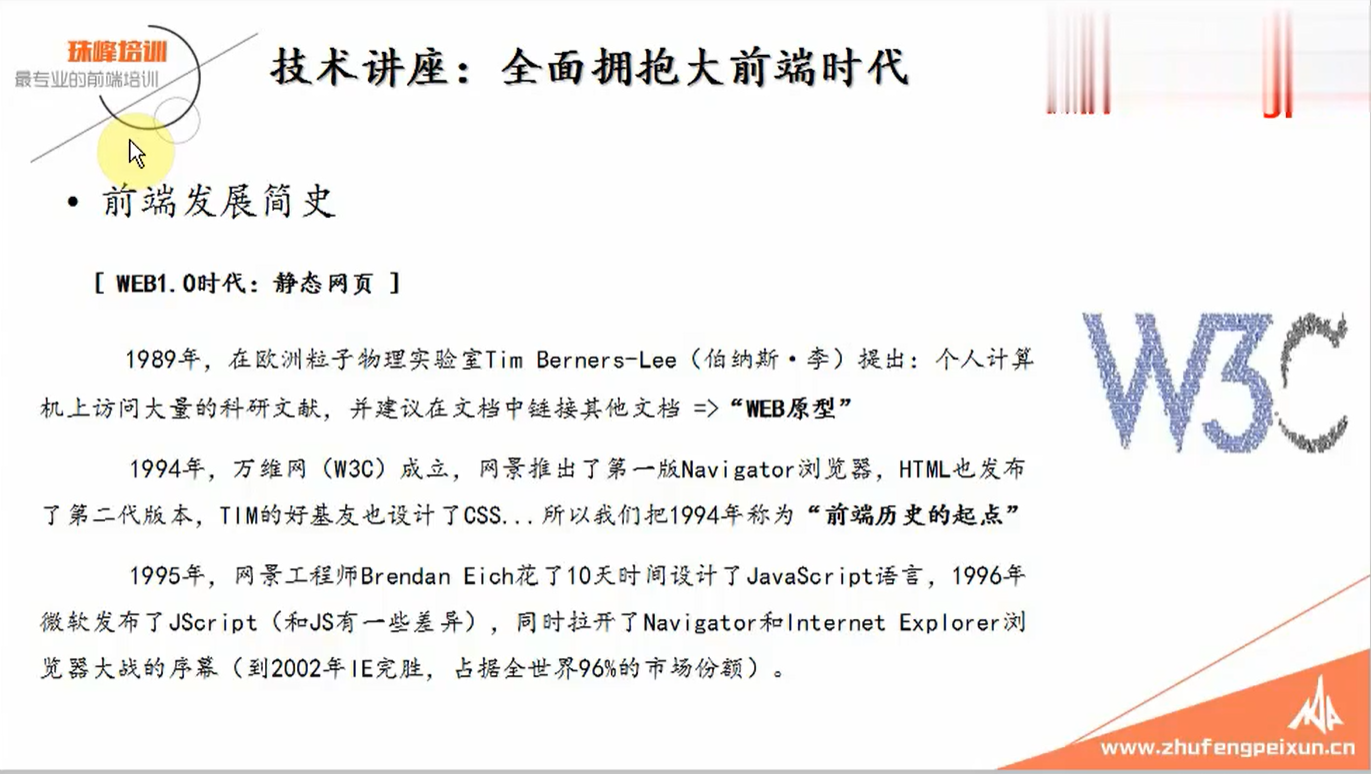 珠峰培训
最专业的前端培训
技术讲座：全面拥抱大前端时代
• 前端发展简史
[ WEB1.0时代：静态网页 ]
1989年，在欧洲粒子物理实验室Tim Berners-Lee（伯纳斯·李）提出：个人计算
机上访问大量的科研文献，并建议在文档中链接其他文档 =>“WEB原型”
1994年，万维网（W3C）成立，网景推出了第一版Navigator浏览器，HTML也发布
了第二代版本，TIM的好基友也设计了CSS...所以我们把1994年称为“前端历史的起点”
1995年，网景工程师Brendan Eich花了10天时间设计了JavaScript语言，1996年
微软发布了JScript（和JS有一些差异），同时拉开了Navigator和Internet Explorer浏
览器大战的序幕（到2002年IE完胜，占据全世界96%的市场份额）。
W3C
www.zhufengpeixun.cn